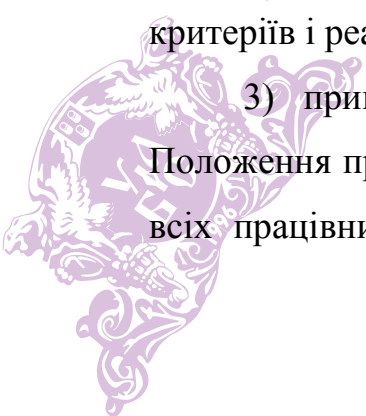 критеріїв і реа
3) при
Положення пр
всіх працівни